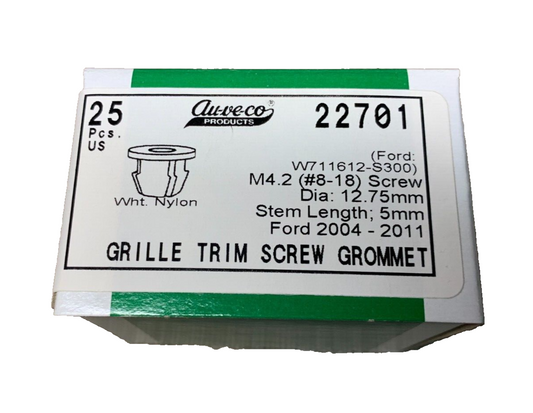 25
Pcs.
US
Au-ve-co®
PRODUCTS
22701
Wht. Nylon
(Ford:
W711612-S300)
M4.2 (#8-18) Screw
Dia: 12.75mm
Stem Length; 5mm
Ford 2004 - 2011
GRILLE TRIM SCREW GROMMET